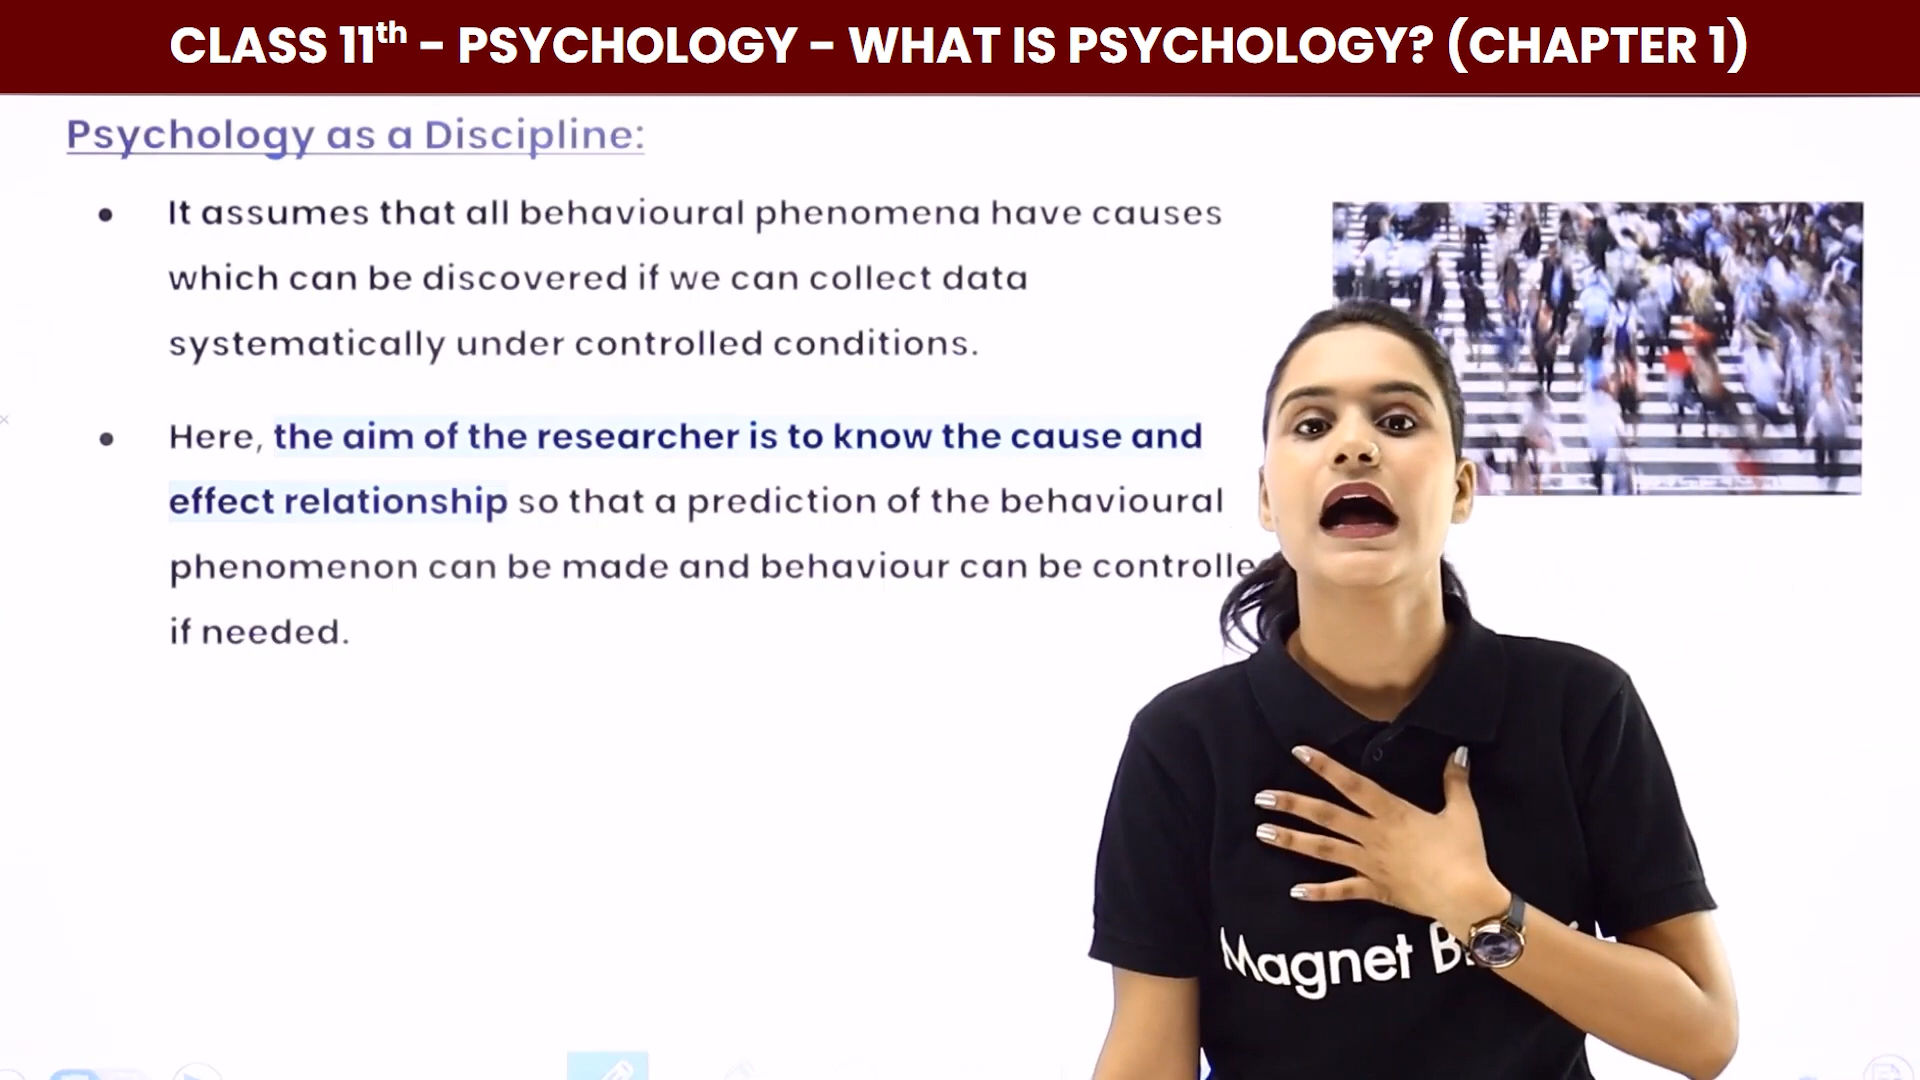 CLASS 11th – PSYCHOLOGY – WHAT IS PSYCHOLOGY? (CHAPTER 1)
Psychology as a Discipline:
• It assumes that all behavioural phenomena have causes
which can be discovered if we can collect data
systematically under controlled conditions.
• Here, the aim of the researcher is to know the cause and
effect relationship so that a prediction of the behavioural
phenomenon can be made and behaviour can be controlle
if needed.
Magnet